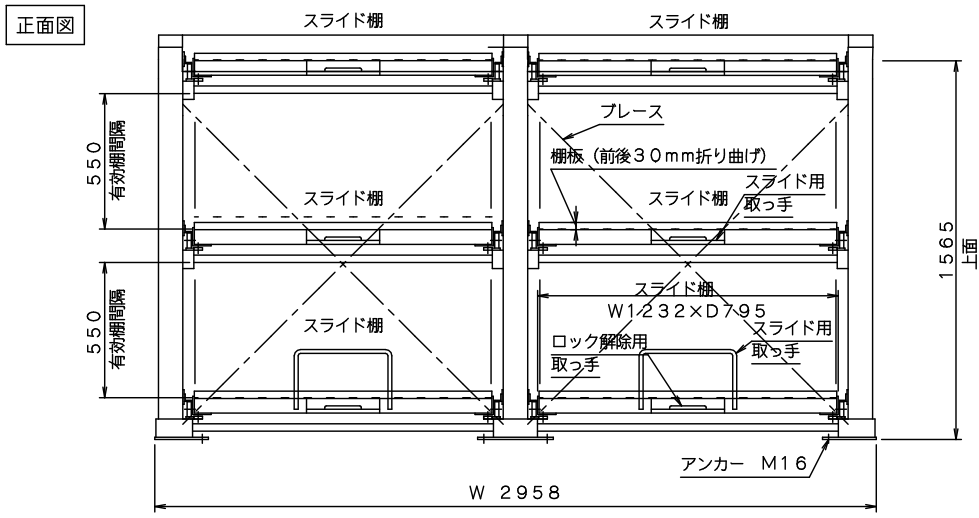 正面図
スライド棚
スライド棚
ブレース
棚板（前後30mm折り曲げ）
550
有効棚間隔
スライド棚
スライド棚
スライド用
取っ手
1565
上面
スライド棚
W1232×D795
550
有効棚間隔
スライド棚
ロック解除用
取っ手
スライド用
取っ手
アンカー M16
W 2958